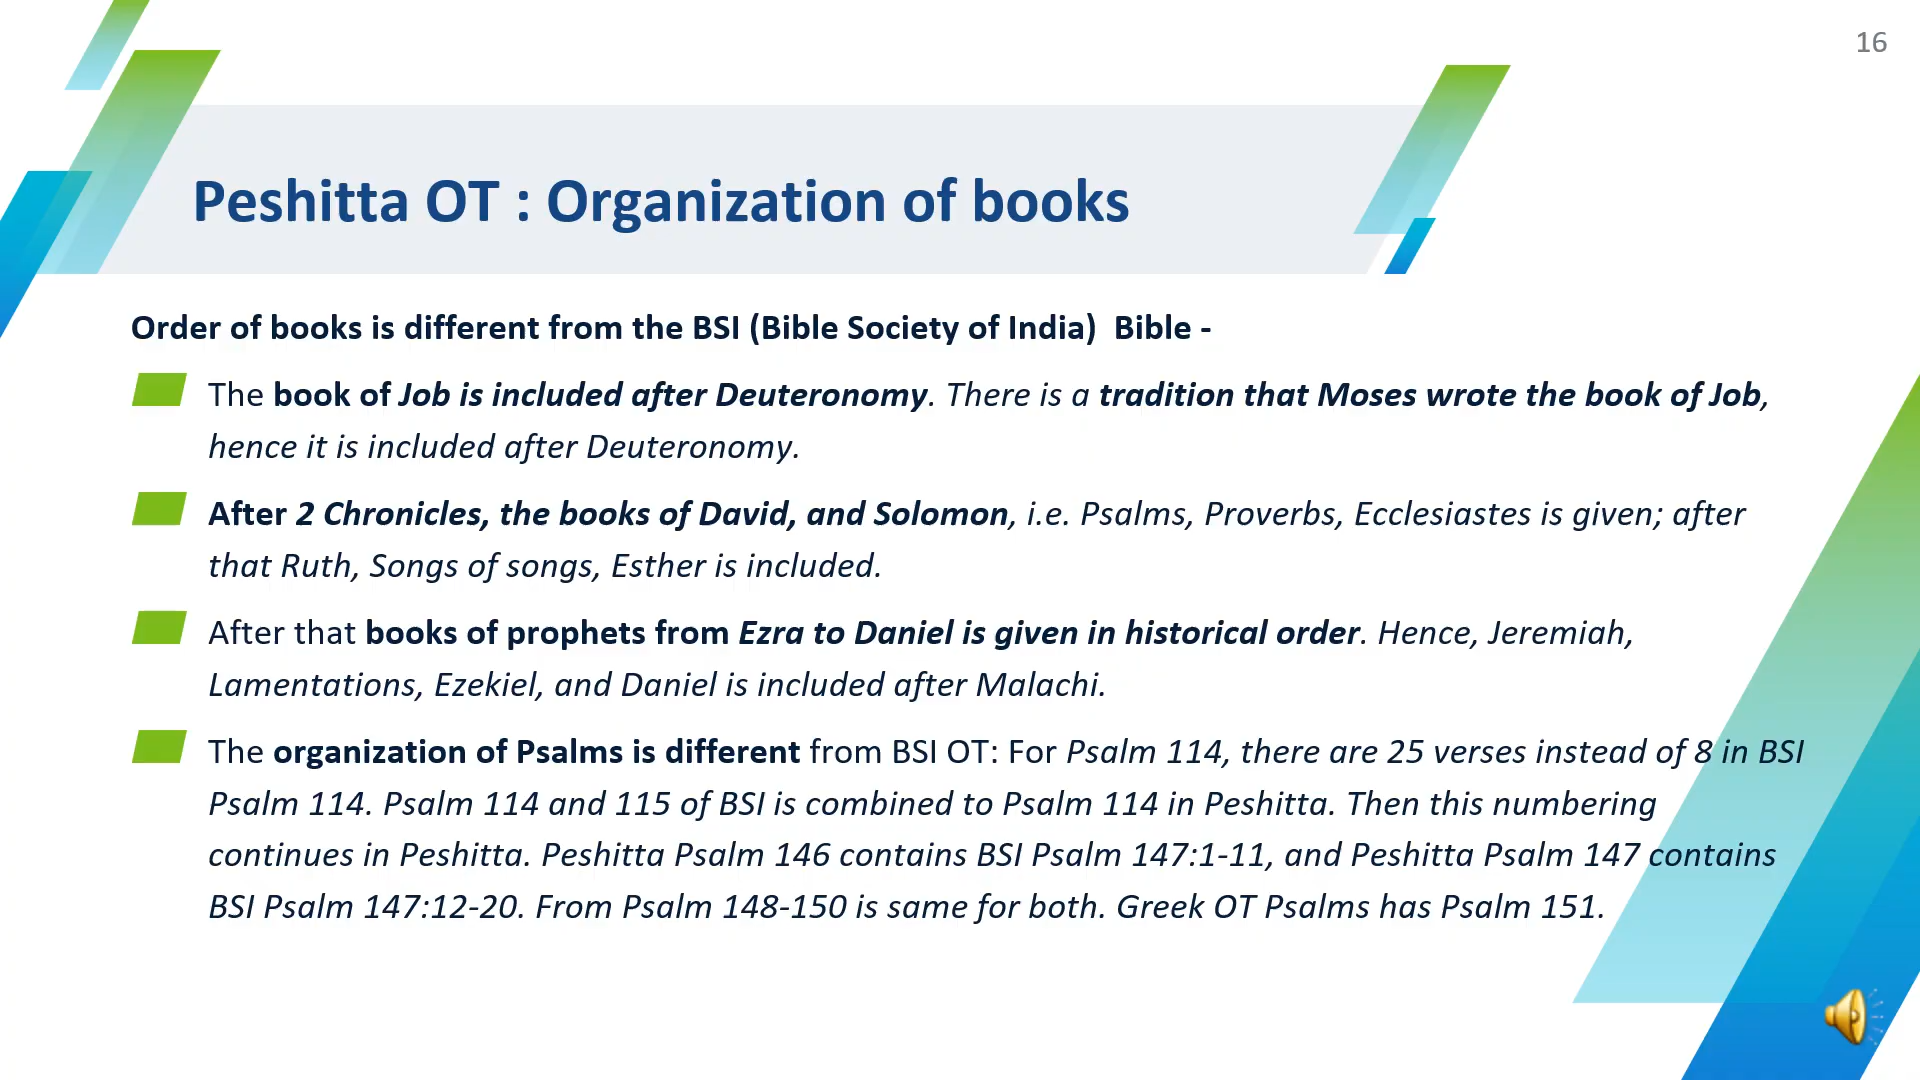 16
Peshitta OT : Organization of books
Order of books is different from the BSI (Bible Society of India)  Bible -
The book of Job is included after Deuteronomy. There is a tradition that Moses wrote the book of Job,
hence it is included after Deuteronomy.
After 2 Chronicles, the books of David, and Solomon, i.e. Psalms, Proverbs, Ecclesiastes is given; after
that Ruth, Songs of songs, Esther is included.
After that books of prophets from Ezra to Daniel is given in historical order. Hence, Jeremiah,
Lamentations, Ezekiel, and Daniel is included after Malachi.
The organization of Psalms is different from BSI OT: For Psalm 114, there are 25 verses instead of 8 in BSI
Psalm 114. Psalm 114 and 115 of BSI is combined to Psalm 114 in Peshitta. Then this numbering
continues in Peshitta. Peshitta Psalm 146 contains BSI Psalm 147:1-11, and Peshitta Psalm 147 contains
BSI Psalm 147:12-20. From Psalm 148-150 is same for both. Greek OT Psalms has Psalm 151.